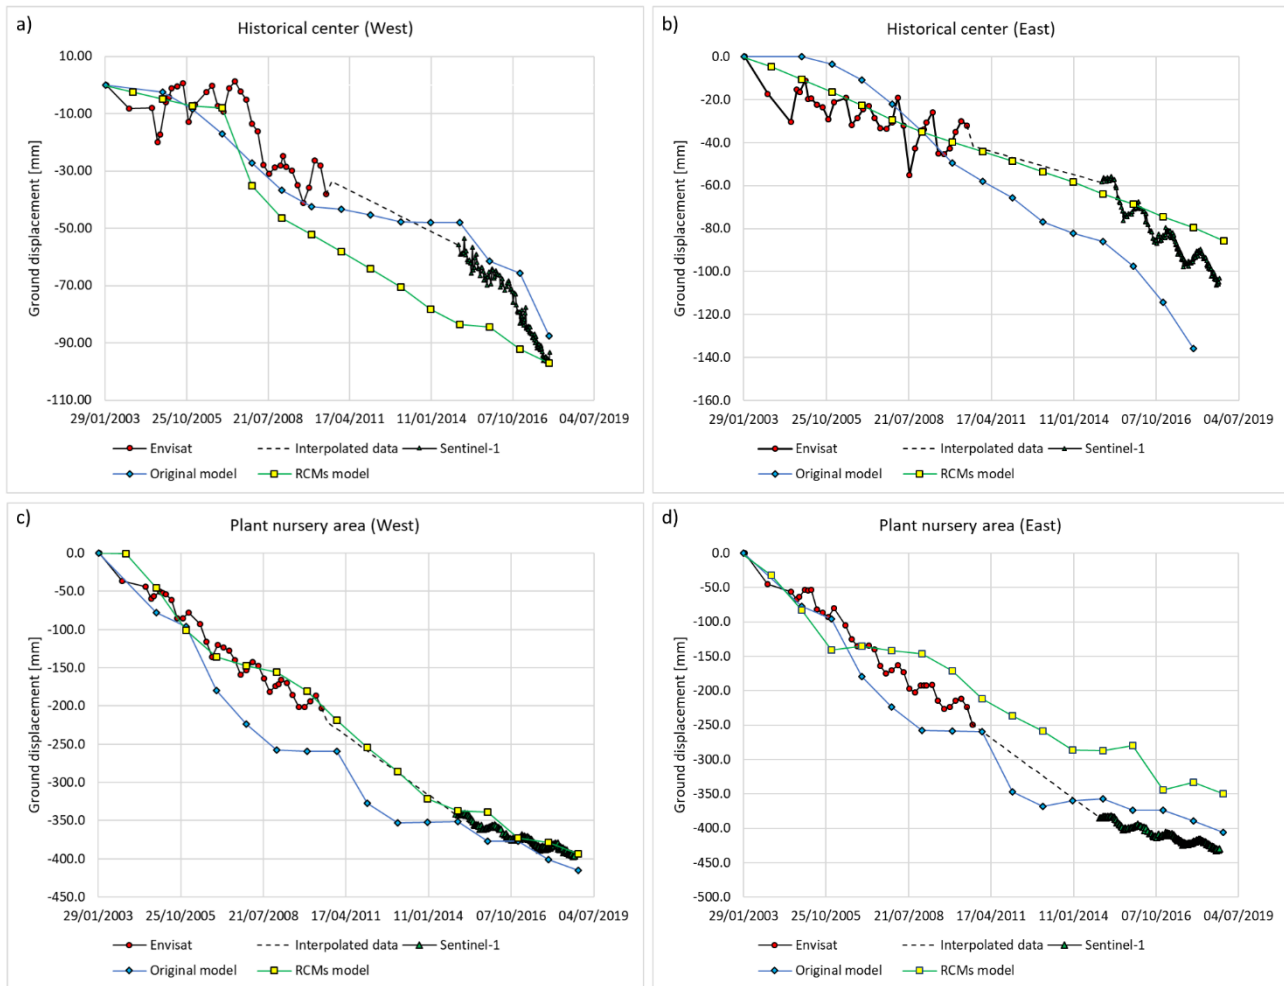 a)
Historical center (West)
Ground displacement [mm]
10.00
-10.00
-30.00
-50.00
-70.00
-90.00
-110.00
29/01/2003 25/10/2005 21/07/2008 17/04/2011 11/01/2014 07/10/2016 04/07/2019
Envisat Interpolated data Sentinel-1
Original model RCMs model
b)
Historical center (East)
Ground displacement [mm]
0.0
-20.0
-40.0
-60.0
-80.0
-100.0
-120.0
-140.0
-160.0
29/01/2003 25/10/2005 21/07/2008 17/04/2011 11/01/2014 07/10/2016 04/07/2019
Envisat Interpolated data Sentinel-1
Original model RCMs model
c)
Plant nursery area (West)
Ground displacement [mm]
0.0
-50.0
-100.0
-150.0
-200.0
-250.0
-300.0
-350.0
-400.0
-450.0
29/01/2003 25/10/2005 21/07/2008 17/04/2011 11/01/2014 07/10/2016 04/07/2019
Envisat Interpolated data Sentinel-1
Original model RCMs model
d)
Plant nursery area (East)
Ground displacement [mm]
0.0
-50.0
-100.0
-150.0
-200.0
-250.0
-300.0
-350.0
-400.0
-450.0
-500.0
29/01/2003 25/10/2005 21/07/2008 17/04/2011 11/01/2014 07/10/2016 04/07/2019
Envisat Interpolated data Sentinel-1
Original model RCMs model